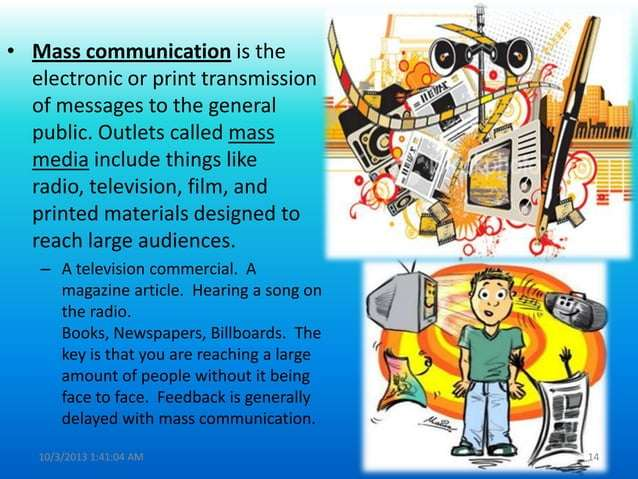 • Mass communication is the
electronic or print transmission
of messages to the general
public. Outlets called mass
media include things like
radio, television, film, and
printed materials designed to
reach large audiences.
– A television commercial. A
magazine article. Hearing a song on
the radio.
Books, Newspapers, Billboards. The
key is that you are reaching a large
amount of people without it being
face to face. Feedback is generally
delayed with mass communication.
NEWS
NEWS
10/3/2013 1:41:04 AM
14